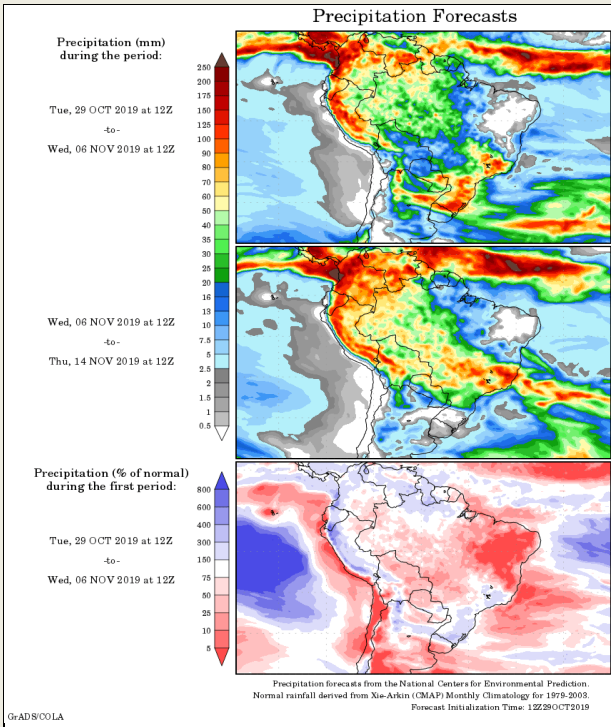 Precipitation Forecasts
Precipitation (mm)
during the period:
Tue, 29 OCT 2019 at 12Z
-to-
Wed, 06 NOV 2019 at 12Z
250
200
175
150
125
100
90
80
70
60
50
40
35
30
25
20
16
13
10
7.5
5
2.5
2
1.5
1
0.5
Wed, 06 NOV 2019 at 12Z
-to-
Thu, 14 NOV 2019 at 12Z
Precipitation (% of normal)
during the first period:
Tue, 29 OCT 2019 at 12Z
-to-
Wed, 06 NOV 2019 at 12Z
800
600
400
300
150
75
50
25
10
5
Precipitation forecasts from the National Centers for Environmental Prediction.
Normal rainfall derived from Xie-Arkin (CMAP) Monthly Climatology for 1979-2003.
Forecast Initialization Time: 12Z29OCT2019
GrADS/COLA